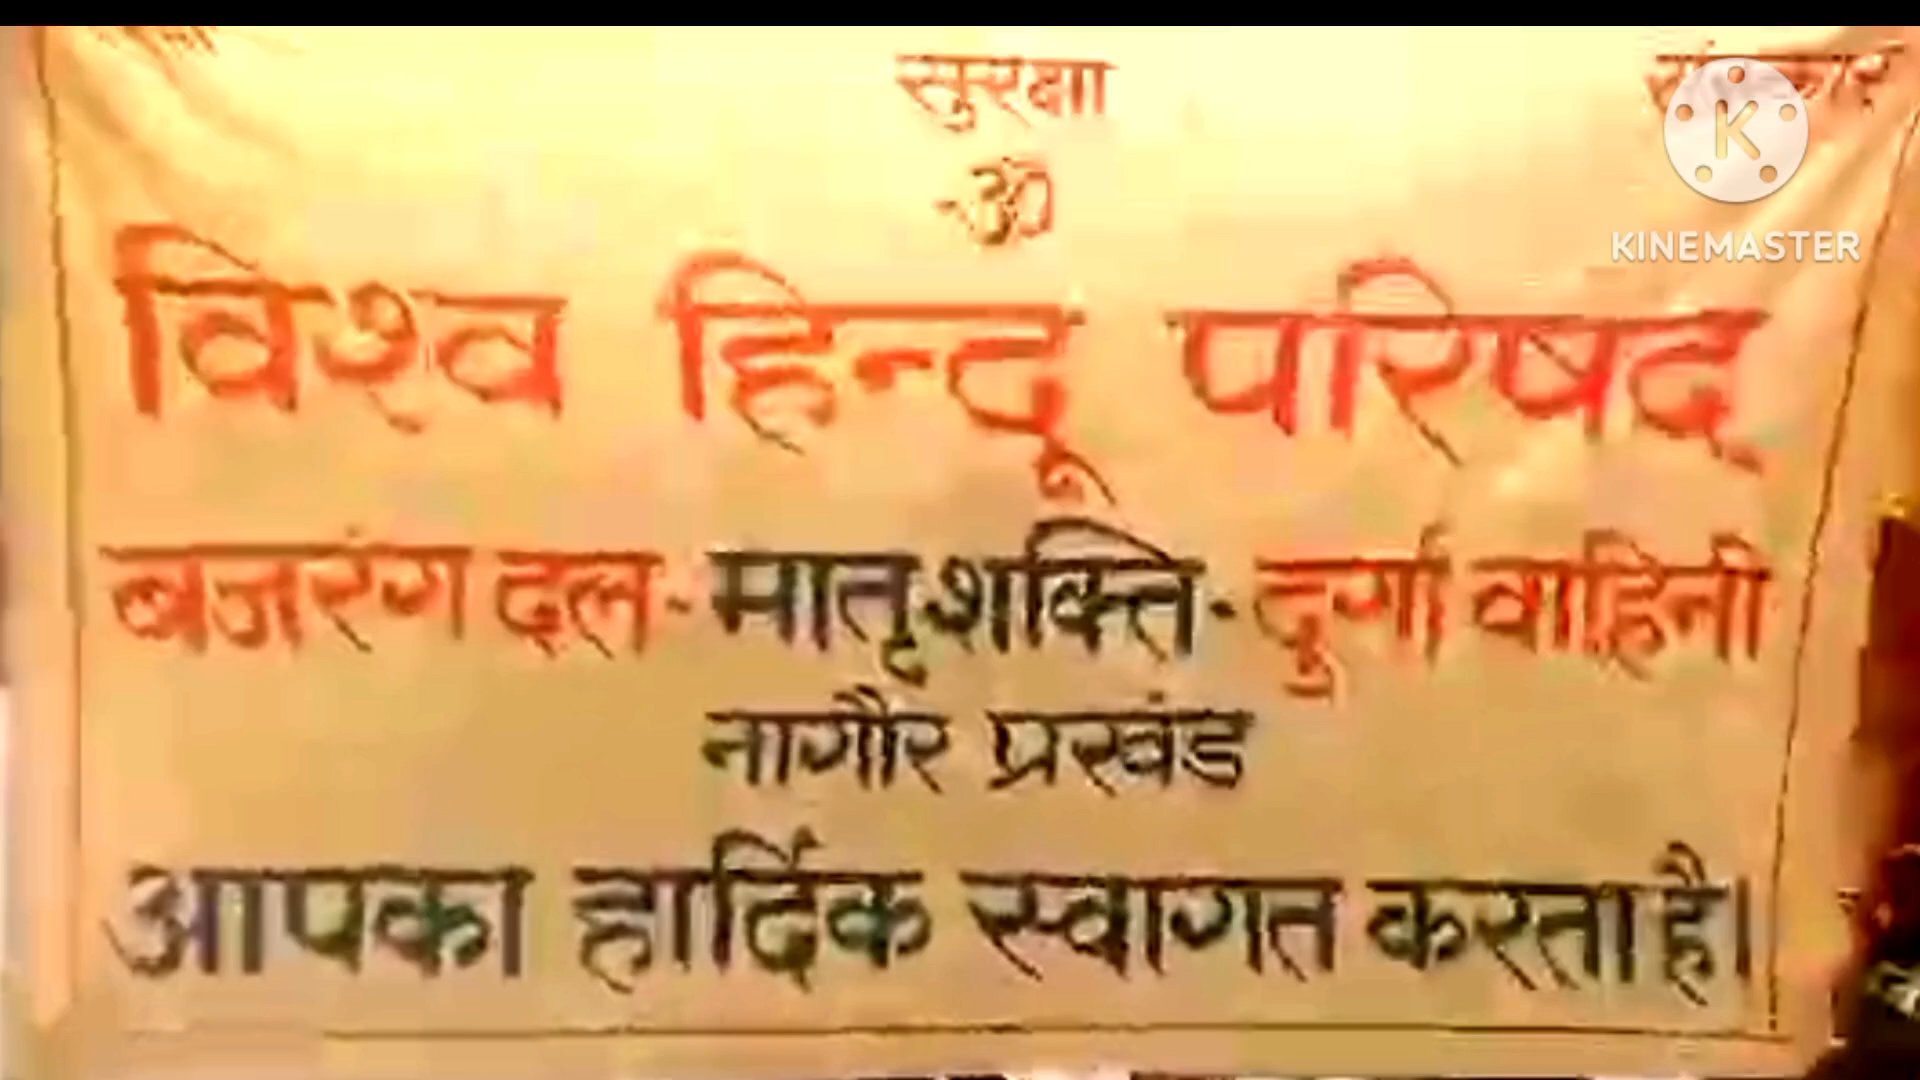 सुरक्षा
ॐ
विश्व हिन्दू परिषद
बजरंग दल - मातृशक्ति - दुर्गा वाहिनी
नागौर प्रखंड
आपका हार्दिक स्वागत करता है।
KINEMASTER